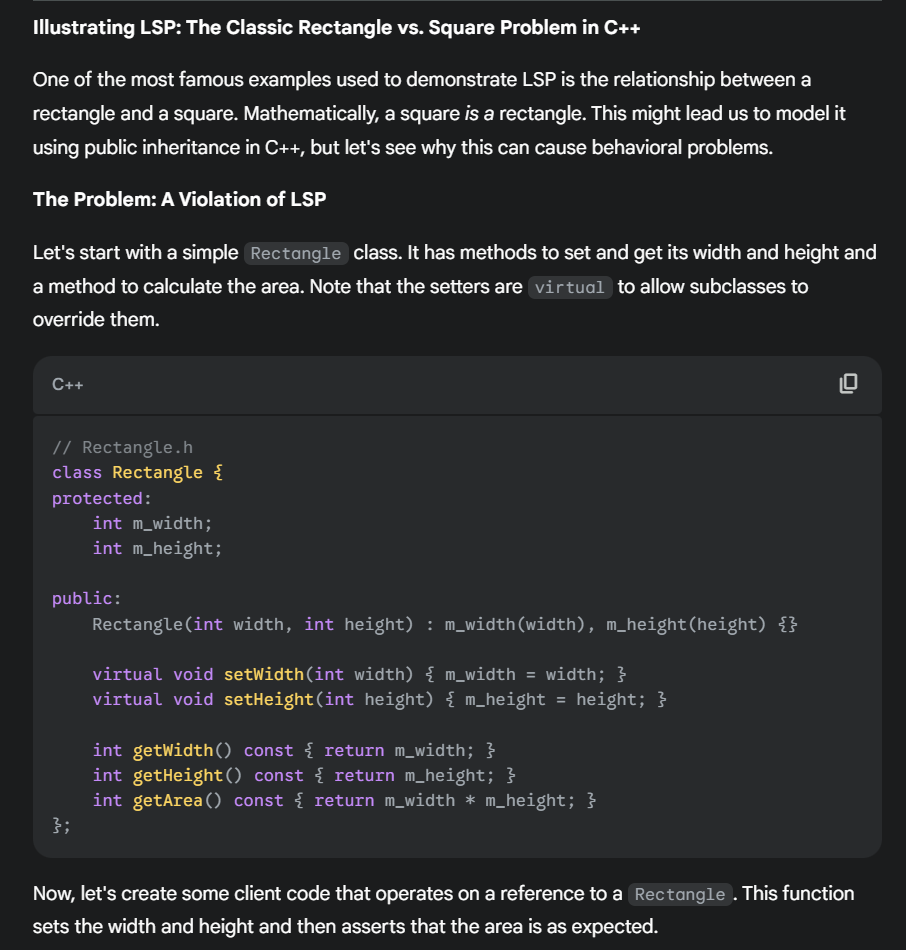 Illustrating LSP: The Classic Rectangle vs. Square Problem in C++
One of the most famous examples used to demonstrate LSP is the relationship between a
rectangle and a square. Mathematically, a square is a rectangle. This might lead us to model it
using public inheritance in C++, but let's see why this can cause behavioral problems.
The Problem: A Violation of LSP
Let's start with a simple Rectangle class. It has methods to set and get its width and height and
a method to calculate the area. Note that the setters are virtual to allow subclasses to
override them.
C++
// Rectangle.h
class Rectangle {
protected:
    int m_width;
    int m_height;

public:
    Rectangle(int width, int height) : m_width(width), m_height(height) {}

    virtual void setWidth(int width) { m_width = width; }
    virtual void setHeight(int height) { m_height = height; }

    int getWidth() const { return m_width; }
    int getHeight() const { return m_height; }
    int getArea() const { return m_width * m_height; }
};
Now, let's create some client code that operates on a reference to a Rectangle. This function
sets the width and height and then asserts that the area is as expected.